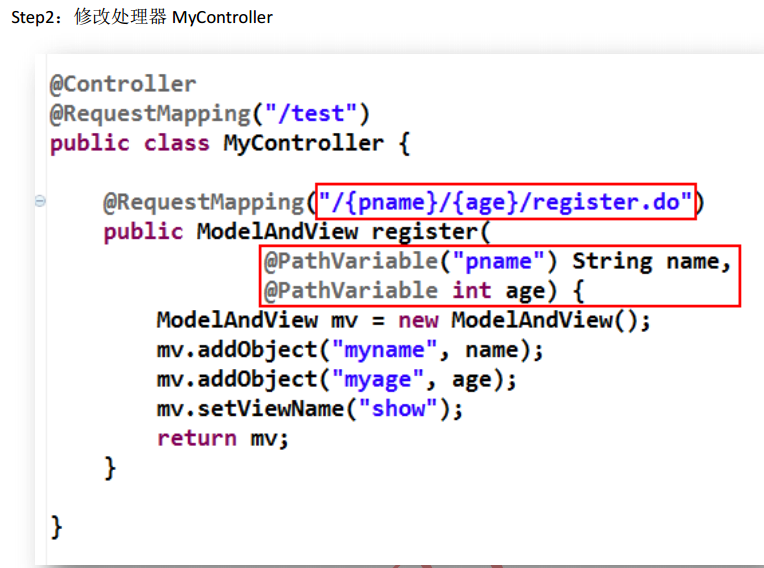 Step2：修改处理器 MyController
@Controller
@RequestMapping("/test")
public class MyController {
@RequestMapping("/{pname}/{age}/register.do")
public ModelAndView register(
@PathVariable("pname") String name,
@PathVariable int age) {
ModelAndView mv = new ModelAndView();
mv.addObject("myname", name);
mv.addObject("myage", age);
mv.setViewName("show");
return mv;
}
}